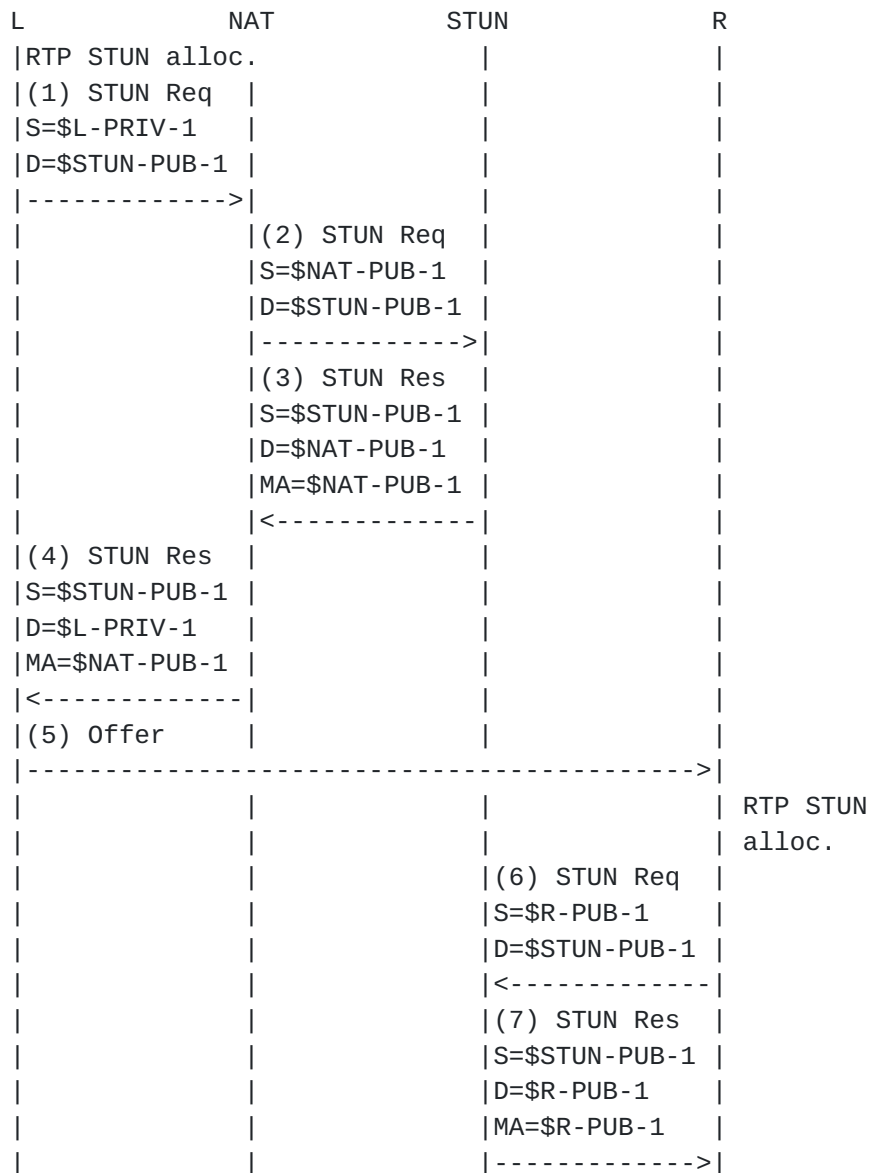 L             NAT           STUN             R
|RTP STUN alloc.              |              |
|(1) STUN Req  |              |              |
|S=$L-PRIV-1   |              |              |
|D=$STUN-PUB-1 |              |              |
|------------->|              |              |
|              |(2) STUN Req  |              |
|              |S=$NAT-PUB-1  |              |
|              |D=$STUN-PUB-1 |              |
|              |------------->|              |
|              |(3) STUN Res  |              |
|              |S=$STUN-PUB-1 |              |
|              |D=$NAT-PUB-1  |              |
|              |MA=$NAT-PUB-1 |              |
|              |<-------------|              |
|(4) STUN Res  |              |              |
|S=$STUN-PUB-1 |              |              |
|D=$L-PRIV-1   |              |              |
|MA=$NAT-PUB-1 |              |              |
|<-------------|              |              |
|(5) Offer     |              |              |
|------------------------------------------->|
|              |              |              | RTP STUN
|              |              |              | alloc.
|              |              |(6) STUN Req  |
|              |              |S=$R-PUB-1    |
|              |              |D=$STUN-PUB-1 |
|              |              |<-------------|
|              |              |(7) STUN Res  |
|              |              |S=$STUN-PUB-1 |
|              |              |D=$R-PUB-1    |
|              |              |MA=$R-PUB-1   |
|              |              |------------->|